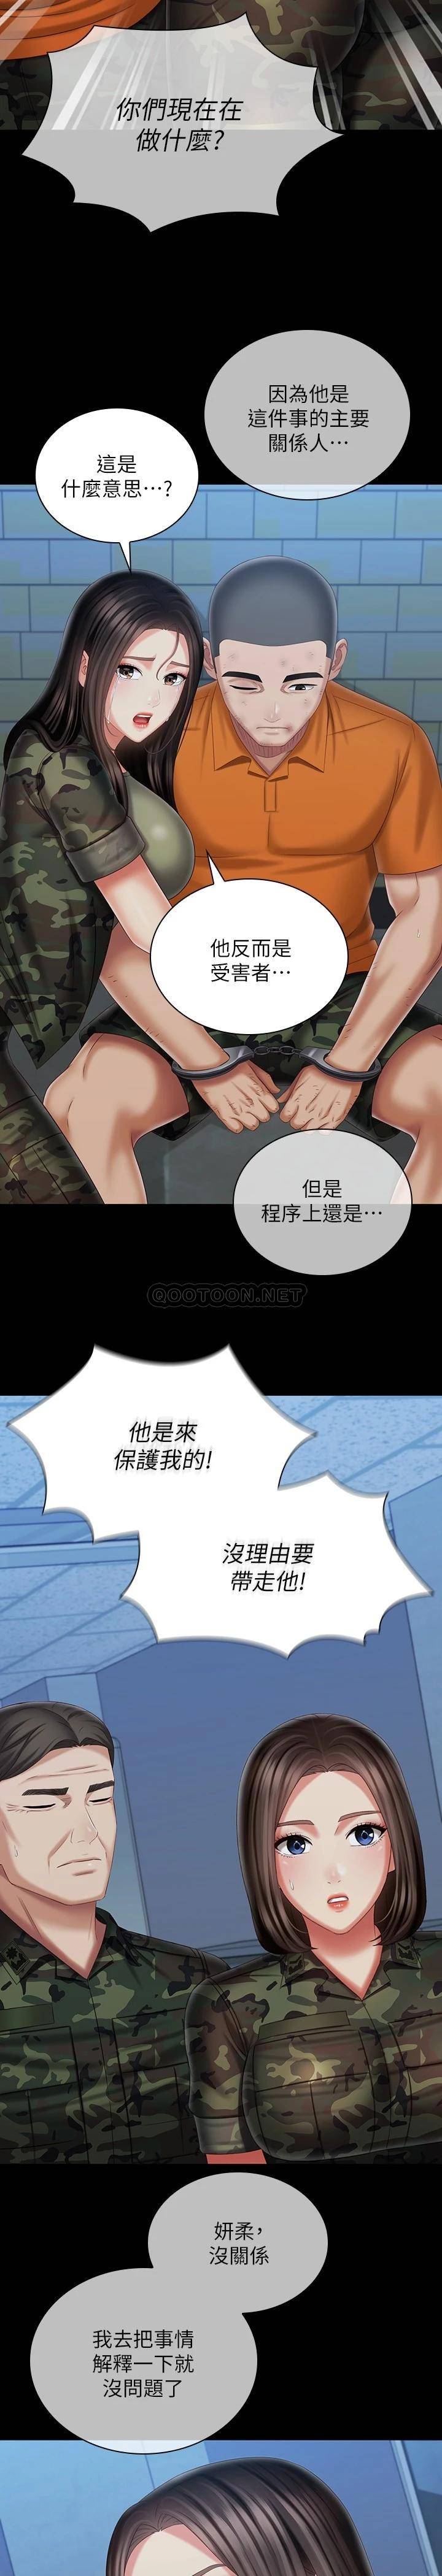 你們現在在
做什麼?
因為他是
這件事的主要
關係人⋯
這是
什麼意思⋯?
他反而是
受害者⋯
但是
程序上還是⋯
QOOTOON.NET
他是來
保護我的!
沒理由要
帶走他!
妍柔,
沒關係
我去把事情
解釋一下就
沒問題了